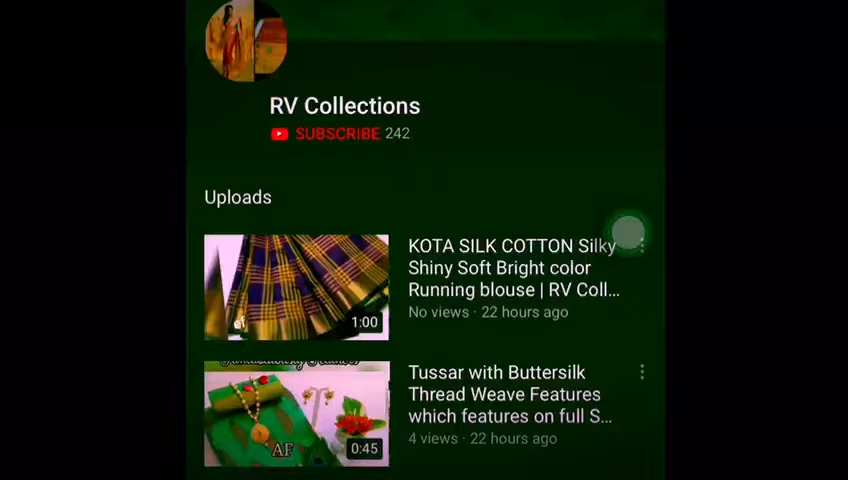 RV Collections
SUBSCRIBE 242
Uploads
KOTA SILK COTTON Silky
Shiny Soft Bright color
Running blouse | RV Coll...
No views · 22 hours ago
1:00
Tussar with Buttersilk
Thread Weave Features
which features on full S...
4 views · 22 hours ago
AF
0:45